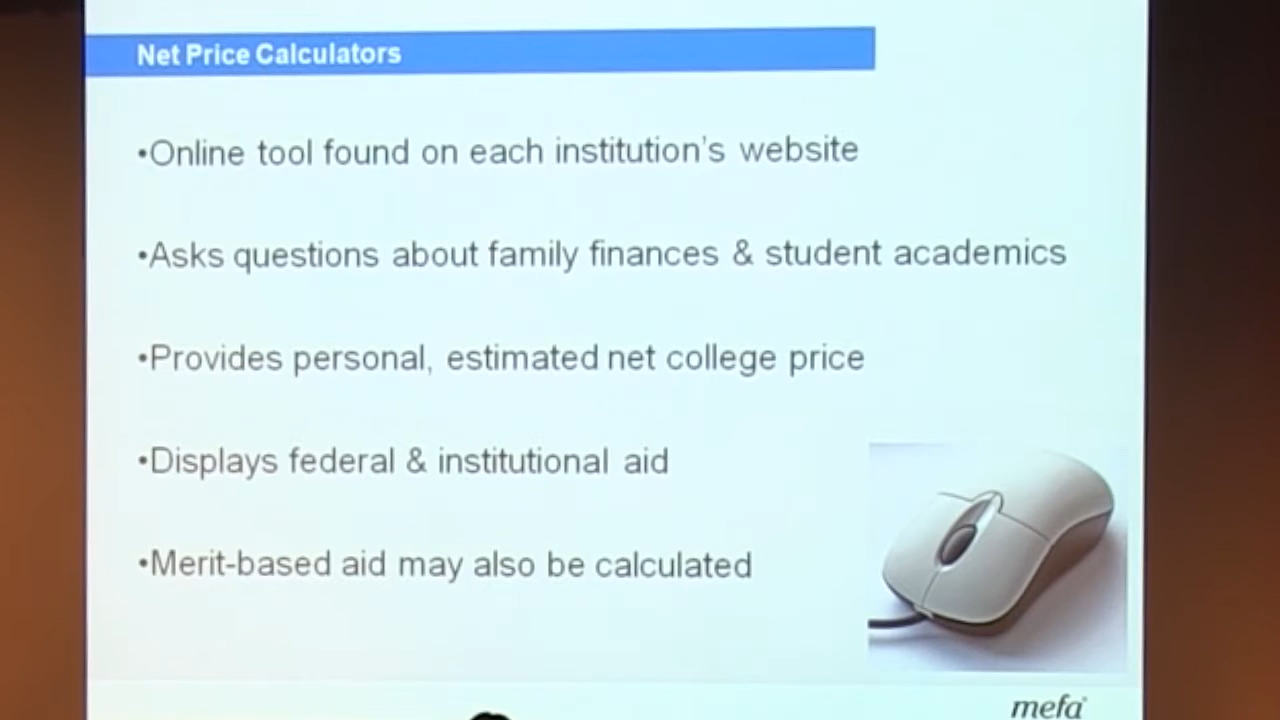 Net Price Calculators
•Online tool found on each institution's website
•Asks questions about family finances & student academics
•Provides personal, estimated net college price
•Displays federal & institutional aid
•Merit-based aid may also be calculated
mefa